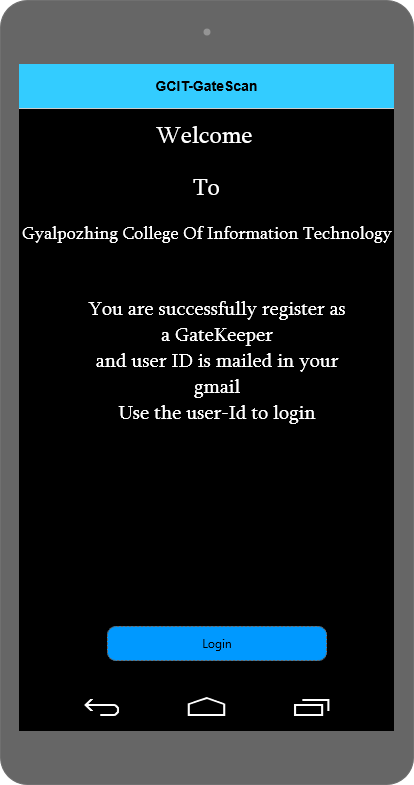 GCIT-GateScan
Welcome
To
Gyalpozhing College Of Information Technology
You are successfully register as
a GateKeeper
and user ID is mailed in your
gmail
Use the user-Id to login
Login